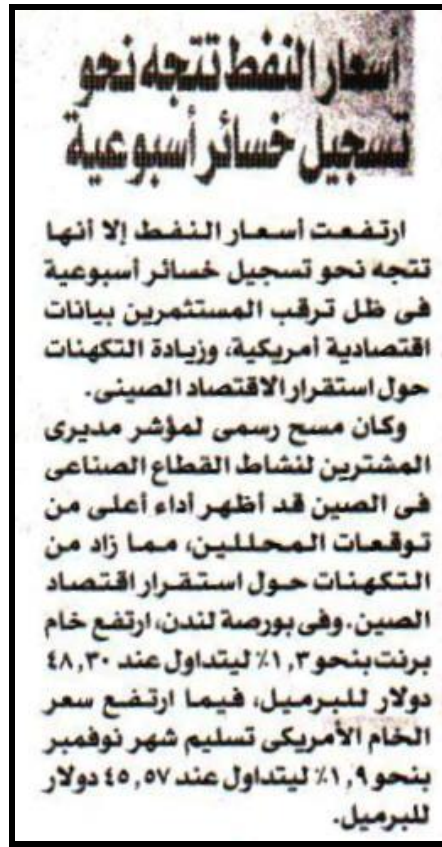 أسعار النفط تتجه نحو
تسجيل خسائر أسبوعية
ارتفعت أسعار النفط إلا أنها
تتجه نحو تسجيل خسائر أسبوعية
فى ظل ترقب المستثمرين بيانات
اقتصادية أمريكية، وزيادة التكهنات
حول استقرار الاقتصاد الصينى.
وكان مسح رسمى لمؤشر مديرى
المشترين لنشاط القطاع الصناعى
فى الصين قد أظهر أداء أعلى من
توقعات المحللين، مما زاد من
التكهنات حول استقرار اقتصاد
الصين. وفى بورصة لندن، ارتفع خام
برنت بنحو ١,٣٪ ليتداول عند ٤٨,٣٠
دولار للبرميل، فيما ارتفع سعر
الخام الأمريكى تسليم شهر نوفمبر
بنحو ١,٩٪ ليتداول عند ٤٥,٥٧ دولار
للبرميل.